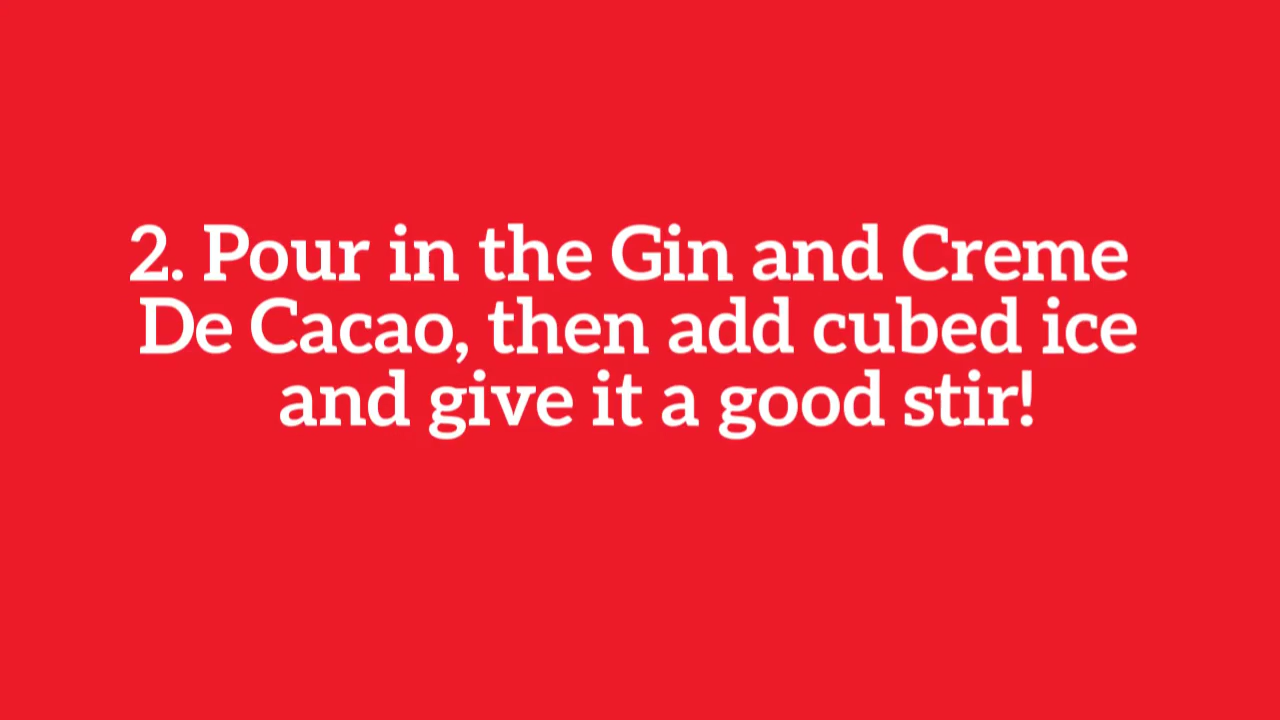 2. Pour in the Gin and Creme
De Cacao, then add cubed ice
and give it a good stir!